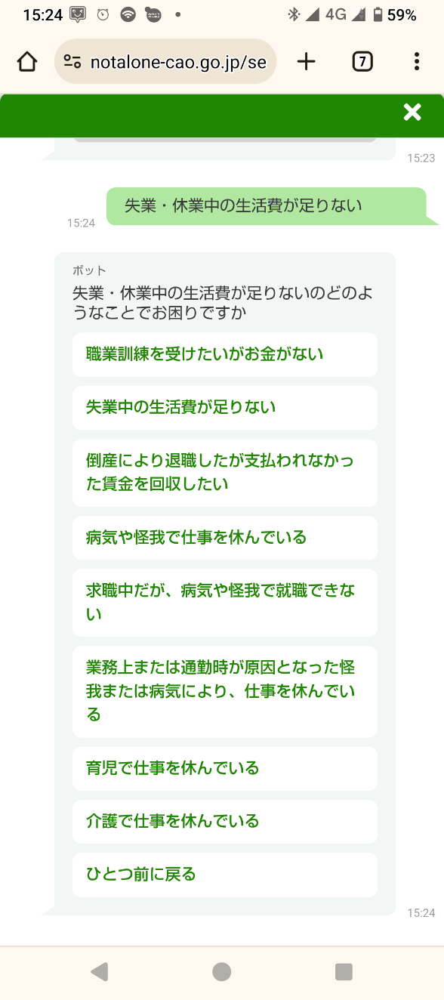 15:24
4G
59%
notalone-cao.go.jp/se
7
15:23
失業・休業中の生活費が足りない
15:24
ボット
失業・休業中の生活費が足りないのどのよ
うなことでお困りですか
職業訓練を受けたいがお金がない
失業中の生活費が足りない
倒産により退職したが支払われなかっ
た賃金を回収したい
病気や怪我で仕事を休んでいる
求職中だが、病気や怪我で就職できな
い
業務上または通勤時が原因となった怪
我または病気により、仕事を休んでい
る
育児で仕事を休んでいる
介護で仕事を休んでいる
ひとつ前に戻る
15:24